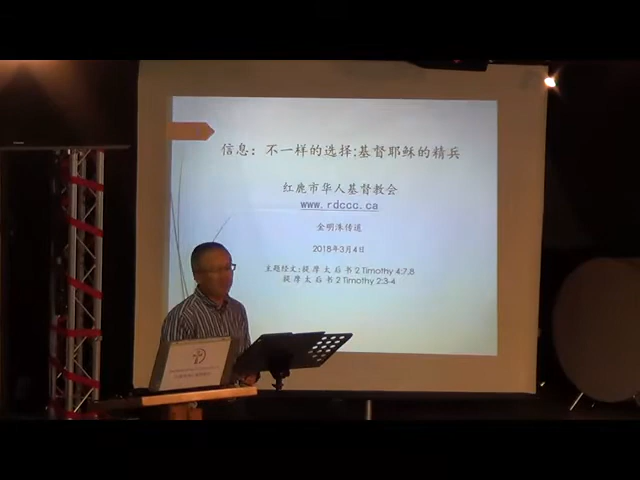 信息：不一样的选择;基督耶稣的精兵
红鹿市华人基督教会
www.rdccc.ca
金明涛传道
2018年3月4日
主题经文:提摩太后书 2 Timothy 4:7,8
提摩太后书 2 Timothy 2:3-4